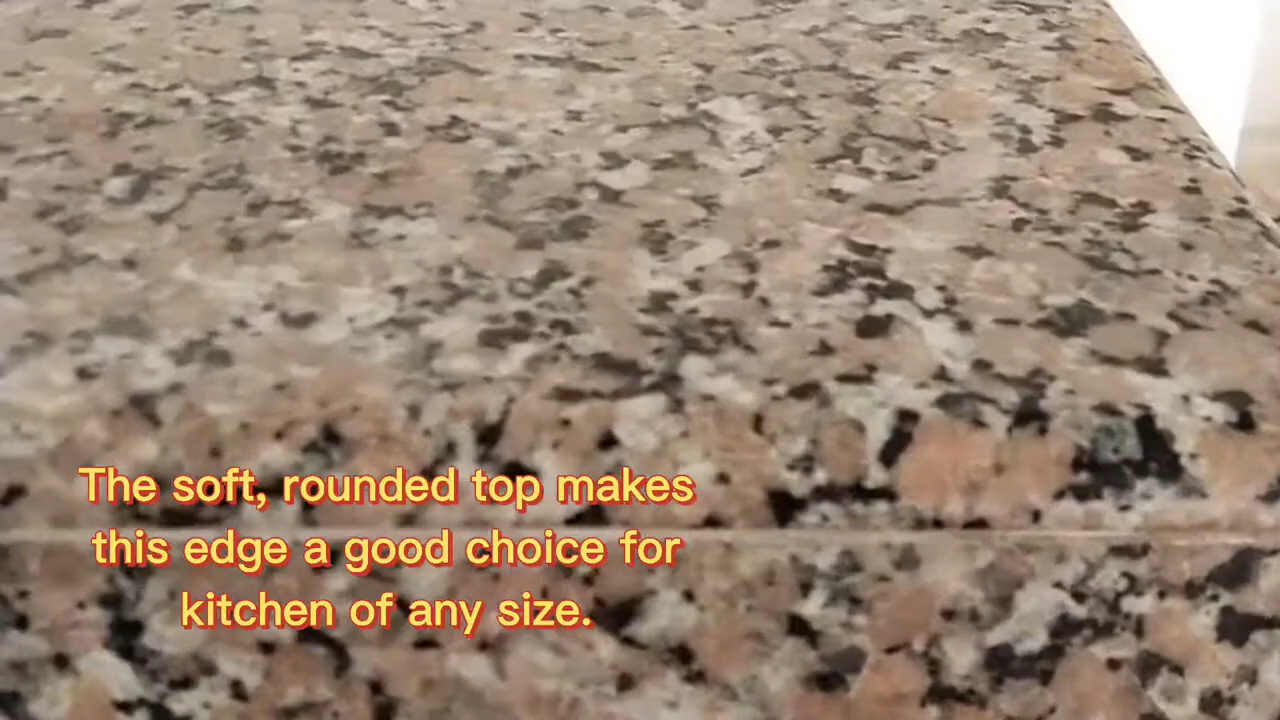 The soft, rounded top makes
this edge a good choice for
kitchen of any size.